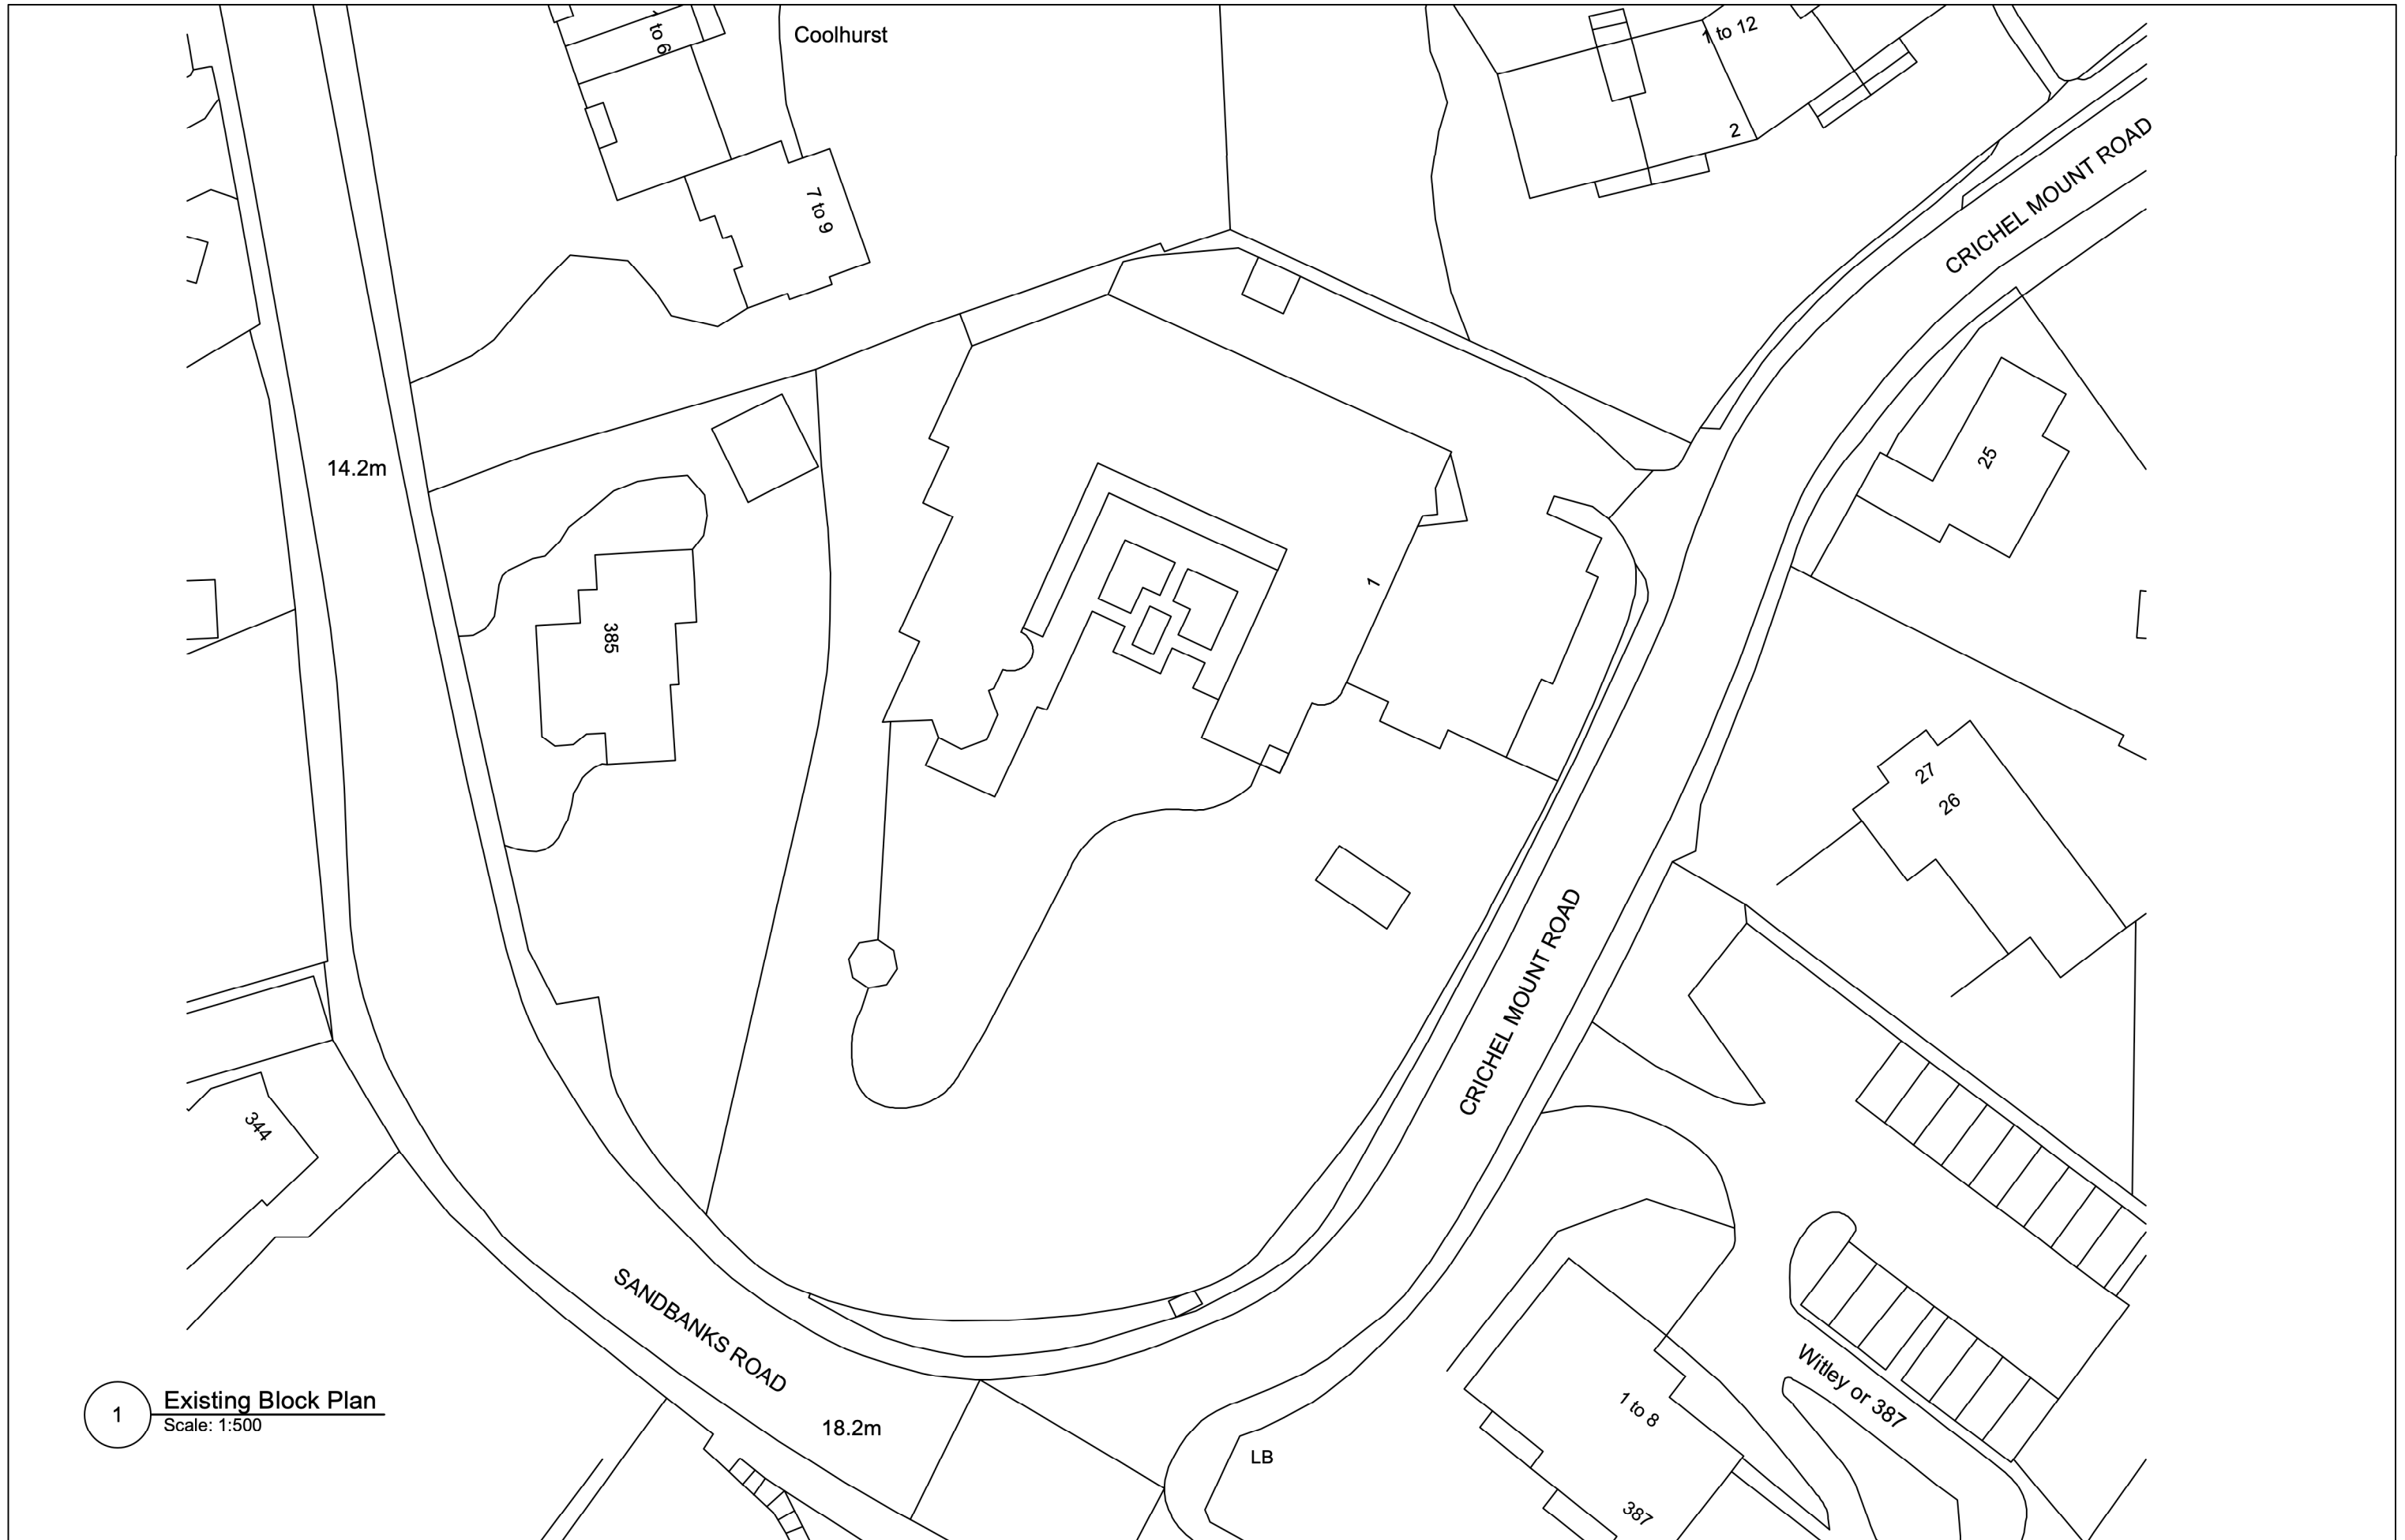 1 to 6
Coolhurst
1 to 12
2
7 to 9
CRICHEL MOUNT ROAD
14.2m
25
385
1
27
26
CRICHEL MOUNT ROAD
344
SANDBANKS ROAD
Witley or 387
1 to 8
18.2m
LB
387
1
Existing Block Plan
Scale: 1:500